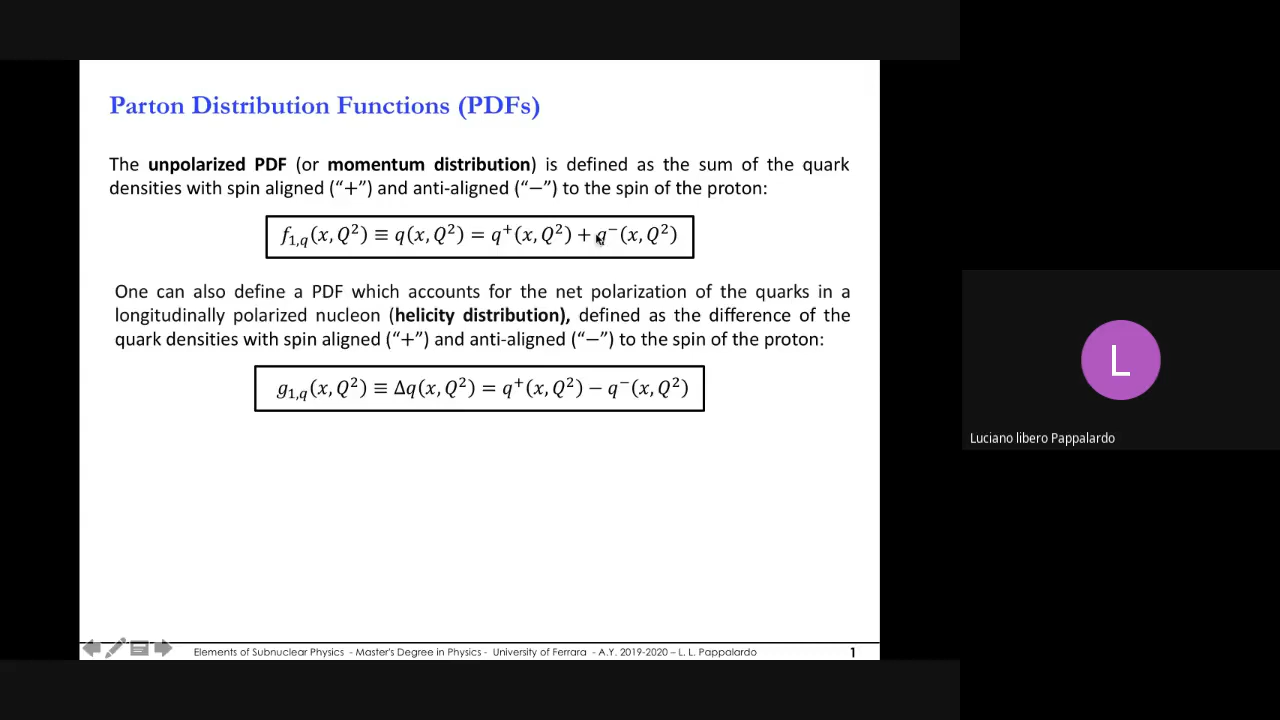 Parton Distribution Functions (PDFs)
The unpolarized PDF (or momentum distribution) is defined as the sum of the quark
densities with spin aligned (“+”) and anti-aligned (“−”) to the spin of the proton:
𝑓₁,𝑞(𝑥, 𝑄²) ≡ 𝑞(𝑥, 𝑄²) = 𝑞⁺(𝑥, 𝑄²) + 𝑞⁻(𝑥, 𝑄²)
One can also define a PDF which accounts for the net polarization of the quarks in a
longitudinally polarized nucleon (helicity distribution), defined as the difference of the
quark densities with spin aligned (“+”) and anti-aligned (“−”) to the spin of the proton:
𝑔₁,𝑞(𝑥, 𝑄²) ≡ Δ𝑞(𝑥, 𝑄²) = 𝑞⁺(𝑥, 𝑄²) − 𝑞⁻(𝑥, 𝑄²)
L
Luciano libero Pappalardo
Elements of Subnuclear Physics - Master's Degree in Physics - University of Ferrara - A.Y. 2019-2020 – L. L. Pappalardo 1